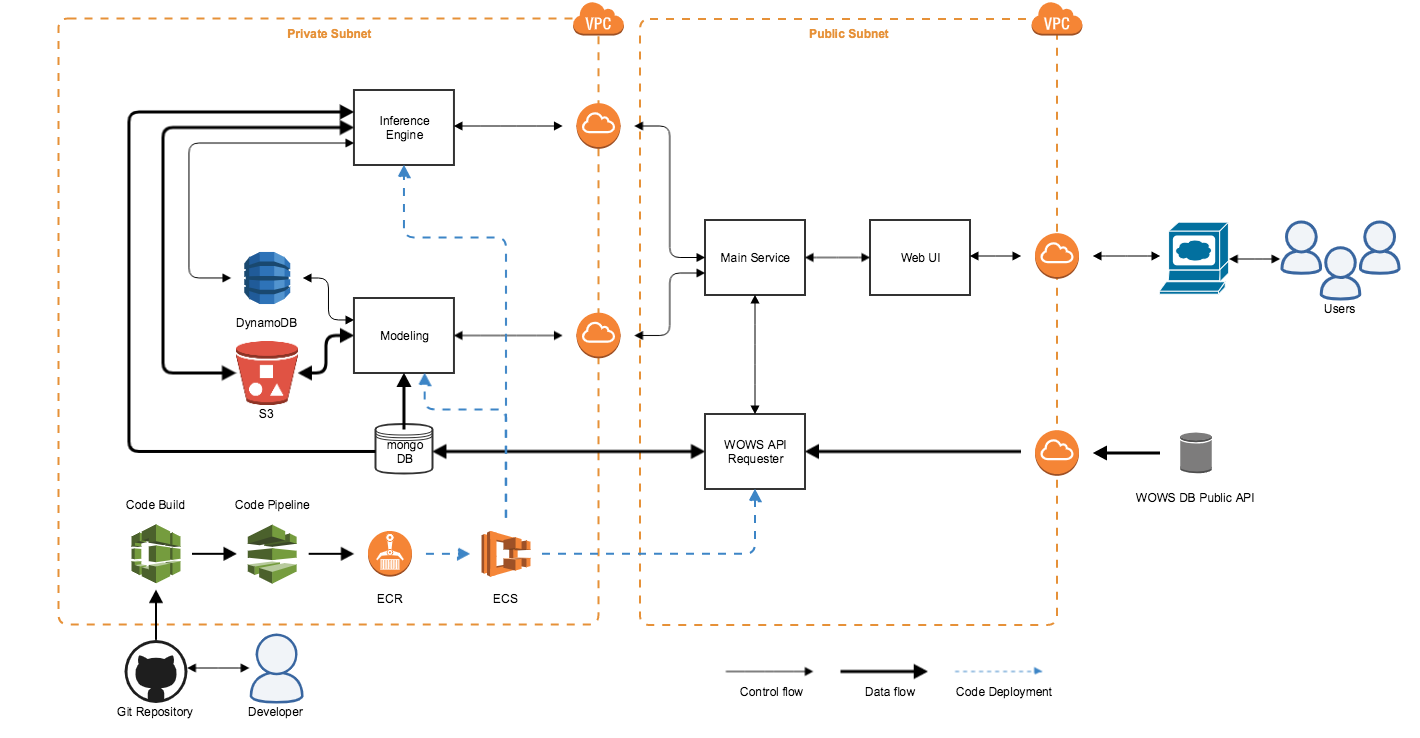 VPC
VPC
Private Subnet
Public Subnet
Inference
Engine
Main Service
Web UI
DynamoDB
Users
Modeling
S3
mongo
DB
WOWS API
Requester
WOWS DB Public API
Code Build
Code Pipeline
ECR
ECS
Git Repository
Developer
Control flow
Data flow
Code Deployment